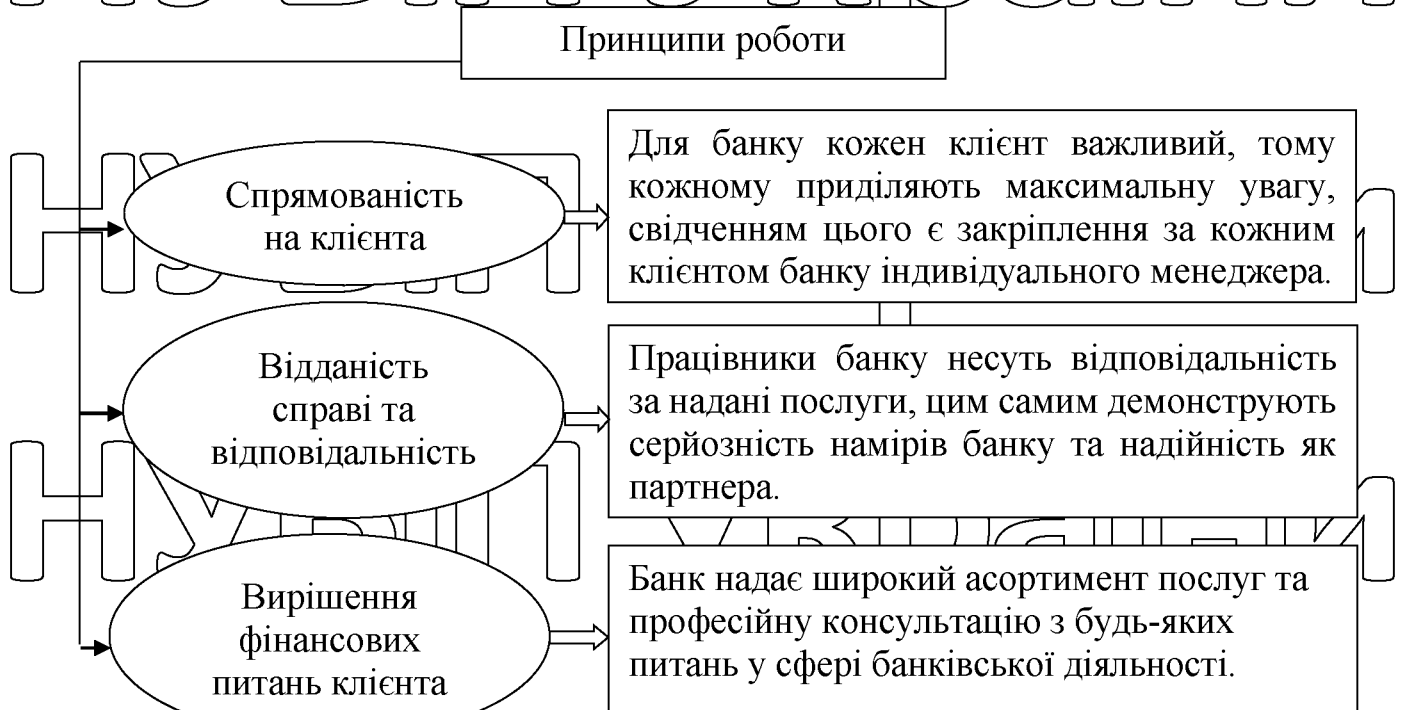 Принципи роботи
Спрямованість
на клієнта
Для банку кожен клієнт важливий, тому
кожному приділяють максимальну увагу,
свідченням цього є закріплення за кожним
клієнтом банку індивідуального менеджера.
Відданість
справі та
відповідальність
Працівники банку несуть відповідальність
за надані послуги, цим самим демонструють
серйозність намірів банку та надійність як
партнера.
Вирішення
фінансових
питань клієнта
Банк надає широкий асортимент послуг та
професійну консультацію з будь-яких
питань у сфері банківської діяльності.